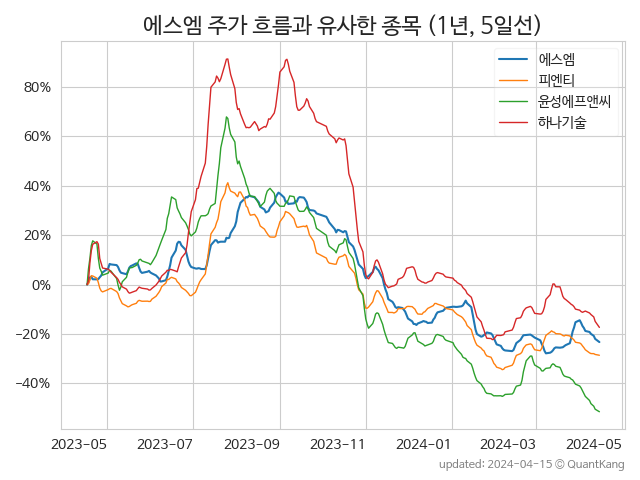 에스엠 주가 흐름과 유사한 종목 (1년, 5일선)
에스엠
피엔티
윤성에프앤씨
하나기술
80%
60%
40%
20%
0%
−20%
−40%
2023-05 2023-07 2023-09 2023-11 2024-01 2024-03 2024-05
updated: 2024-04-15 © QuantKang